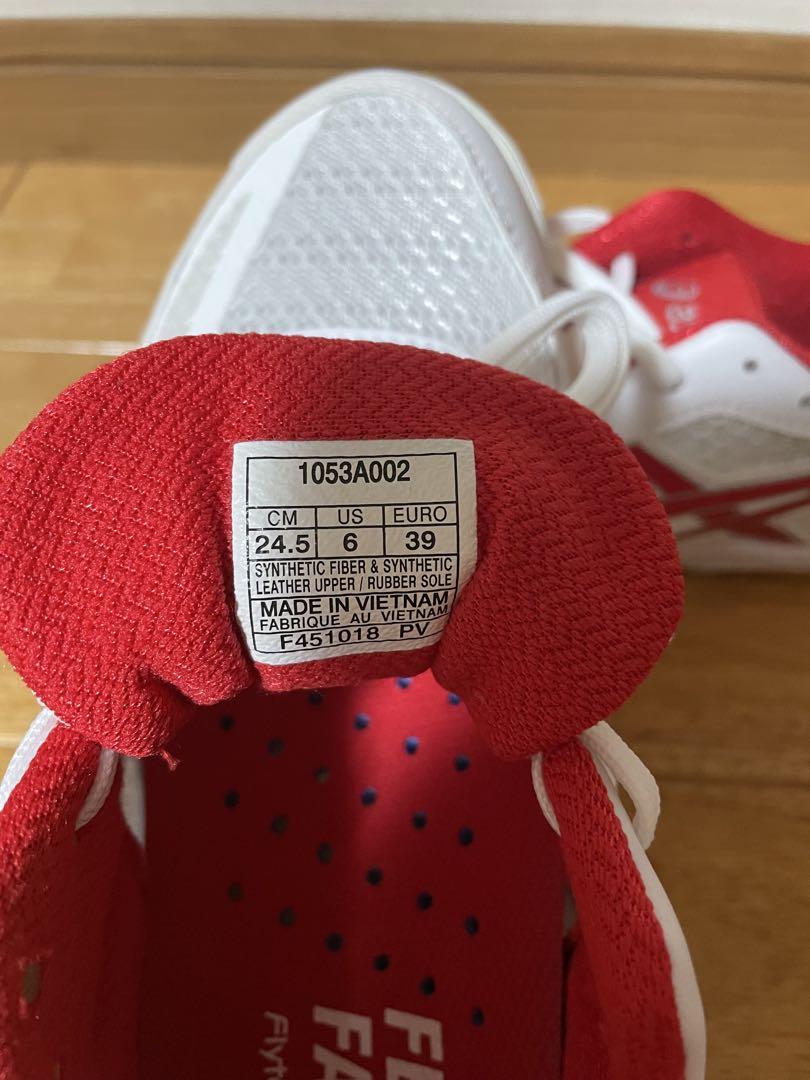 1053A002
CM US EURO
24.5 6 39
SYNTHETIC FIBER & SYNTHETIC
LEATHER UPPER / RUBBER SOLE
MADE IN VIETNAM
FABRIQUE AU VIETNAM
F451018 PV